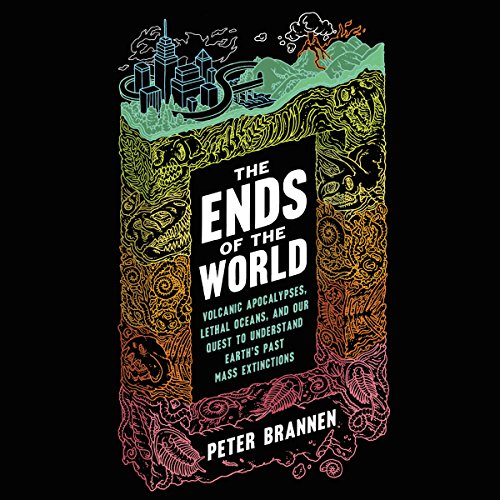 THE
ENDS
OF THE
WORLD
VOLCANIC APOCALYPSES,
LETHAL OCEANS, AND OUR
QUEST TO UNDERSTAND
EARTH'S PAST
MASS EXTINCTIONS
PETER BRANNEN